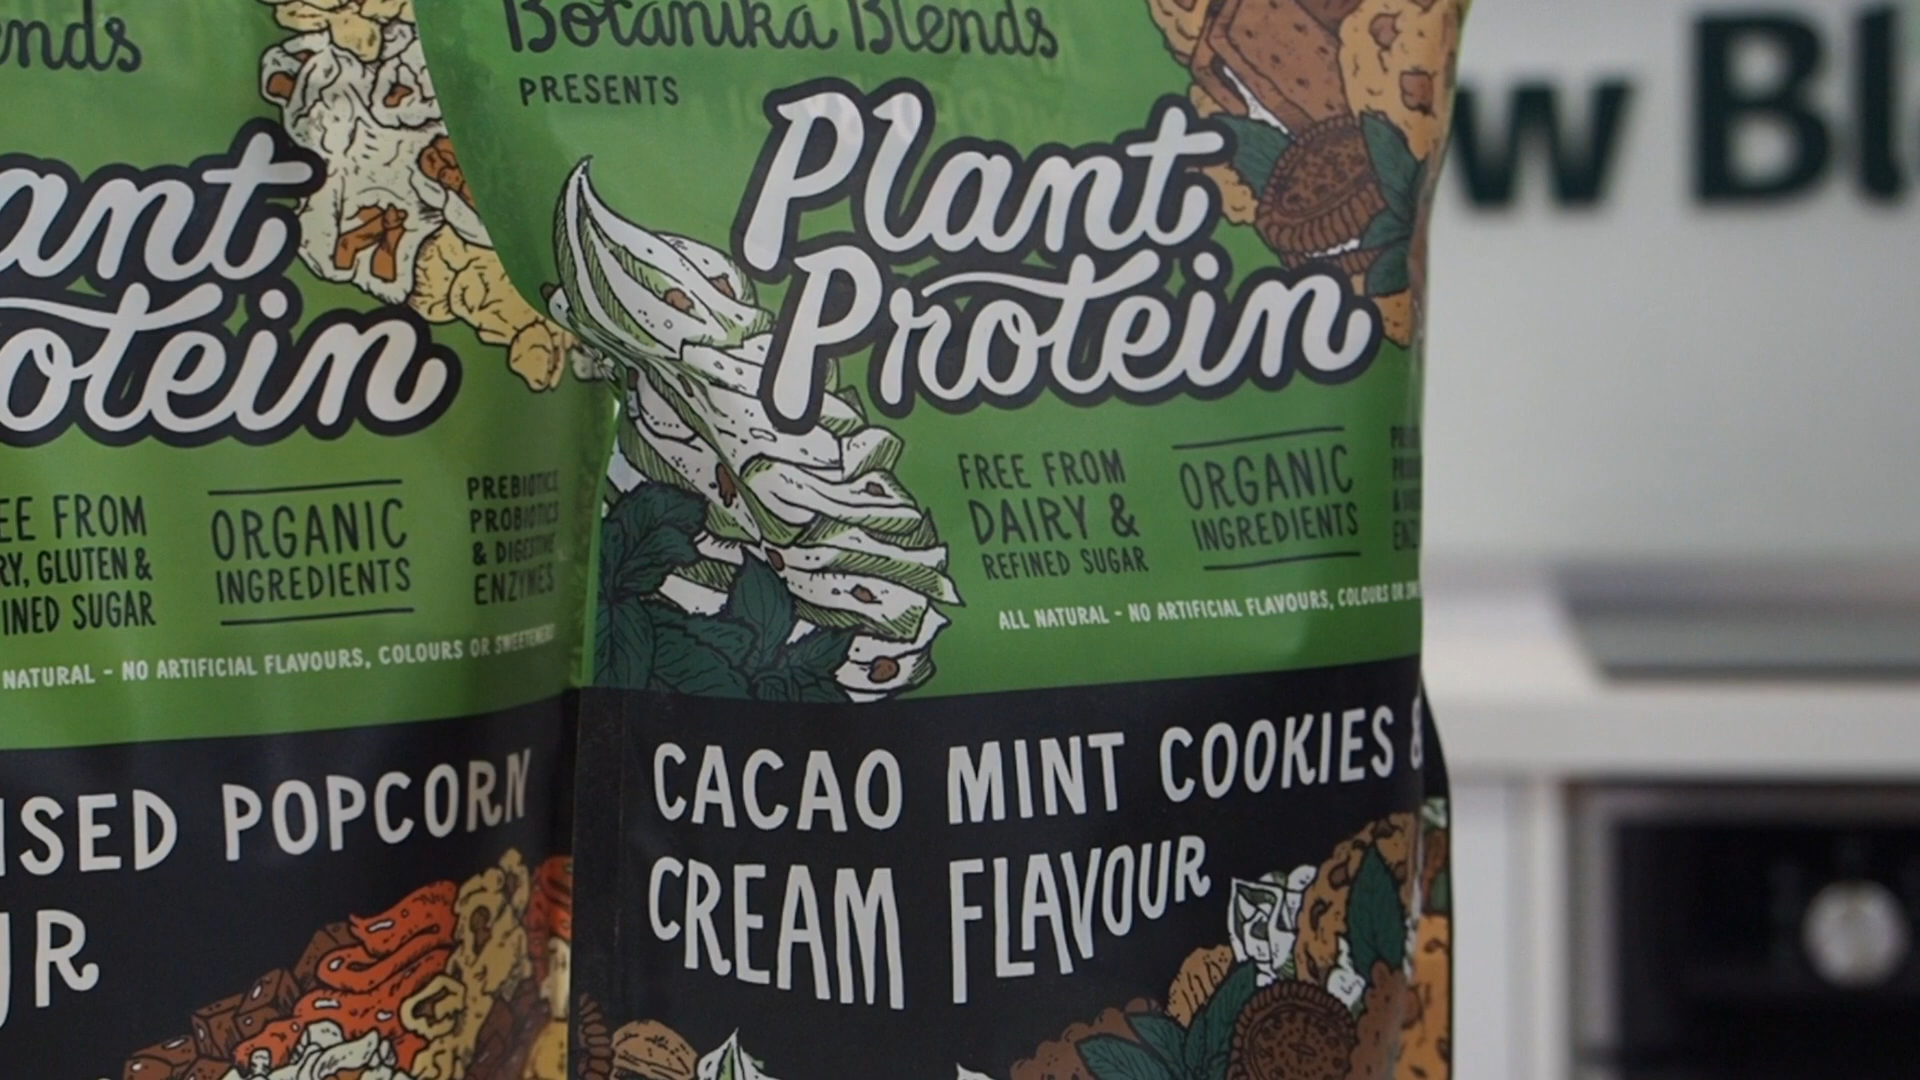 ends
ant
otein
EE FROM
RY, GLUTEN &
INED SUGAR
ORGANIC
INGREDIENTS
PREBIOTICS
PROBIOTICS
& DIGESTIVE
ENZYMES
NATURAL - NO ARTIFICIAL FLAVOURS, COLOURS OR SWEETENERS
ISED POPCORN
UR
Botanika Blends
PRESENTS
Plant
Protein
FREE FROM
DAIRY &
REFINED SUGAR
ORGANIC
INGREDIENTS
ALL NATURAL - NO ARTIFICIAL FLAVOURS, COLOURS OR
CACAO MINT COOKIES &
CREAM FLAVOUR
w Bl